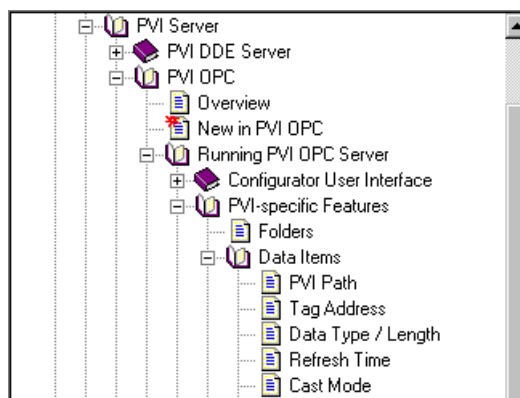 PVI Server
PVI DDE Server
PVI OPC
Overview
New in PVI OPC
Running PVI OPC Server
Configurator User Interface
PVI-specific Features
Folders
Data Items
PVI Path
Tag Address
Data Type / Length
Refresh Time
Cast Mode